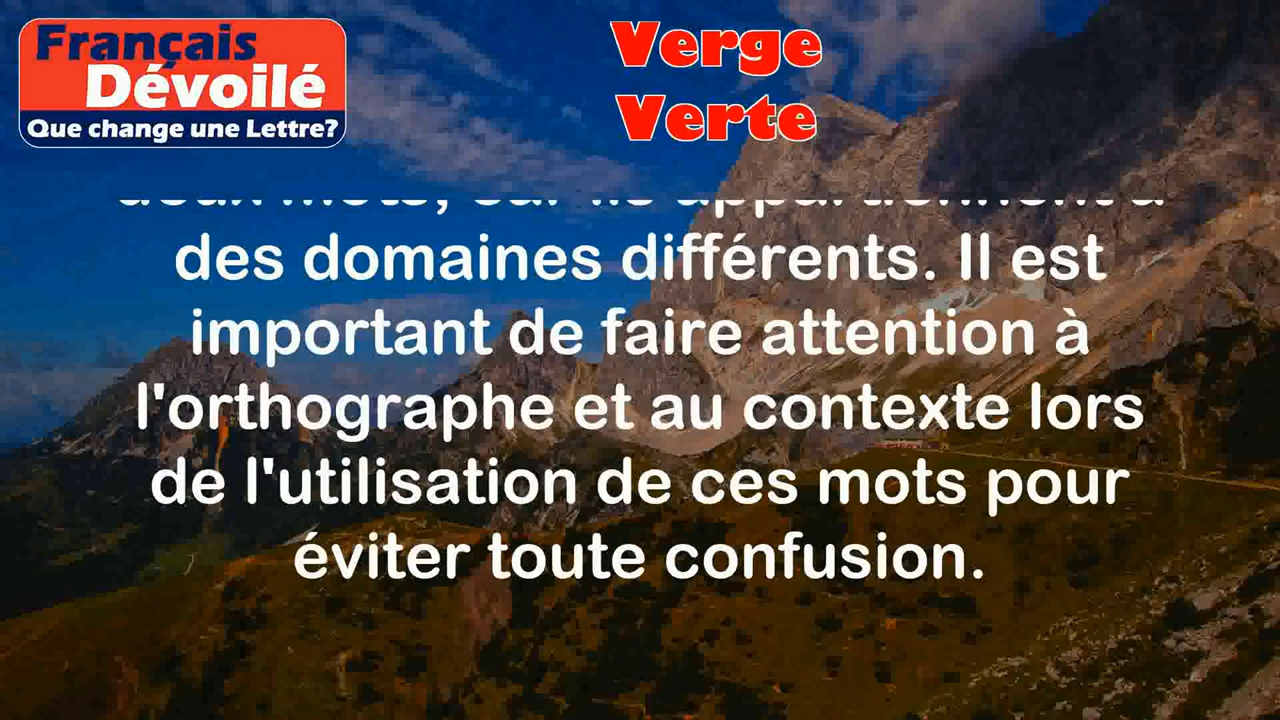 Français
Dévoilé
Que change une Lettre?
Verge
Verte
des domaines différents. Il est
important de faire attention à
l'orthographe et au contexte lors
de l'utilisation de ces mots pour
éviter toute confusion.